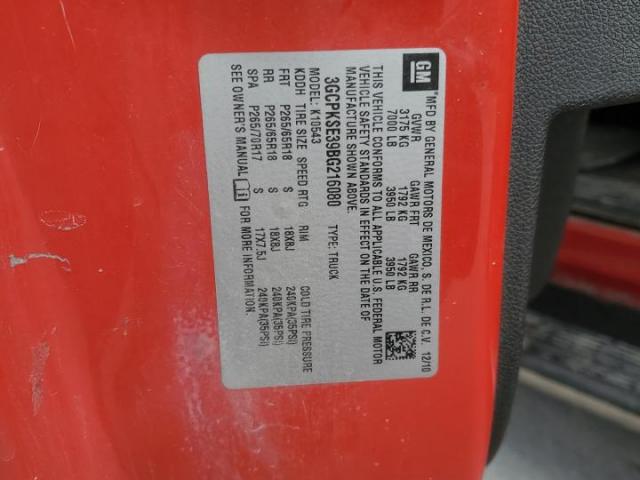 GM
*MFD BY GENERAL MOTORS DE MEXICO, S. DE R.L. DE C.V. 12/10
GVWR GAWR FRT GAWR RR
3175 KG 1792 KG 1792 KG
7000 LB 3950 LB 3950 LB
THIS VEHICLE CONFORMS TO ALL APPLICABLE U.S. FEDERAL MOTOR
VEHICLE SAFETY STANDARDS IN EFFECT ON THE DATE OF
MANUFACTURE SHOWN ABOVE.
3GCPKSE39BG216080 TYPE: TRUCK
MODEL: K10543
KDDH TIRE SIZE SPEED RTG RIM COLD TIRE PRESSURE
FRT P265/65R18 S 18X8J 240KPA(35PSI)
RR P265/65R18 S 18X8J 240KPA(35PSI)
SPA P265/70R17 S 17X7.5J 240KPA(35PSI)
SEE OWNER'S MANUAL FOR MORE INFORMATION.